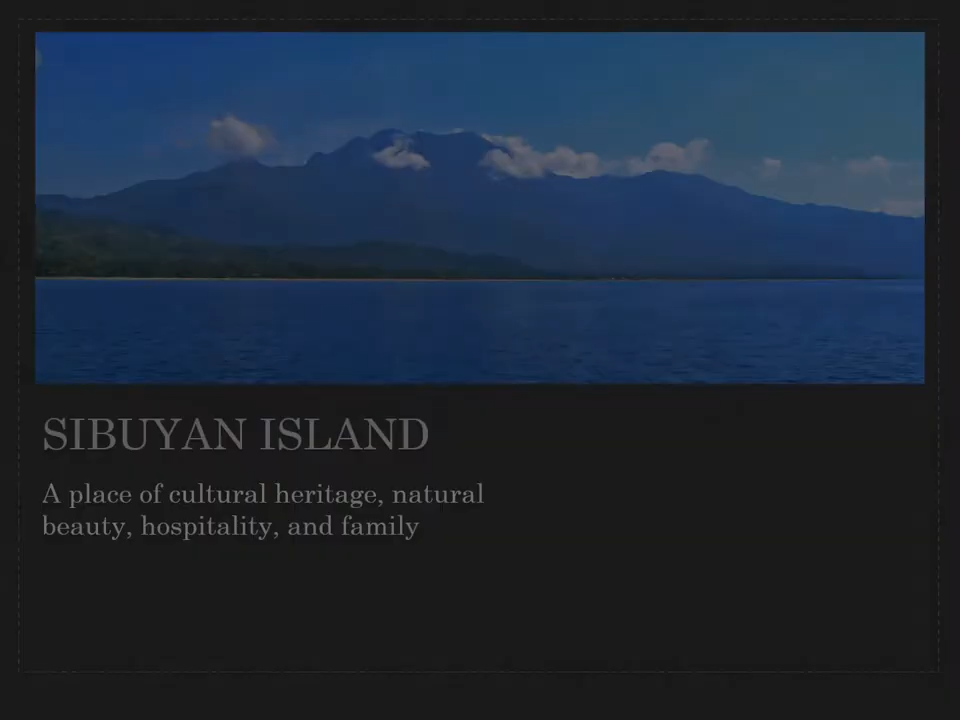 SIBUYAN ISLAND
A place of cultural heritage, natural
beauty, hospitality, and family